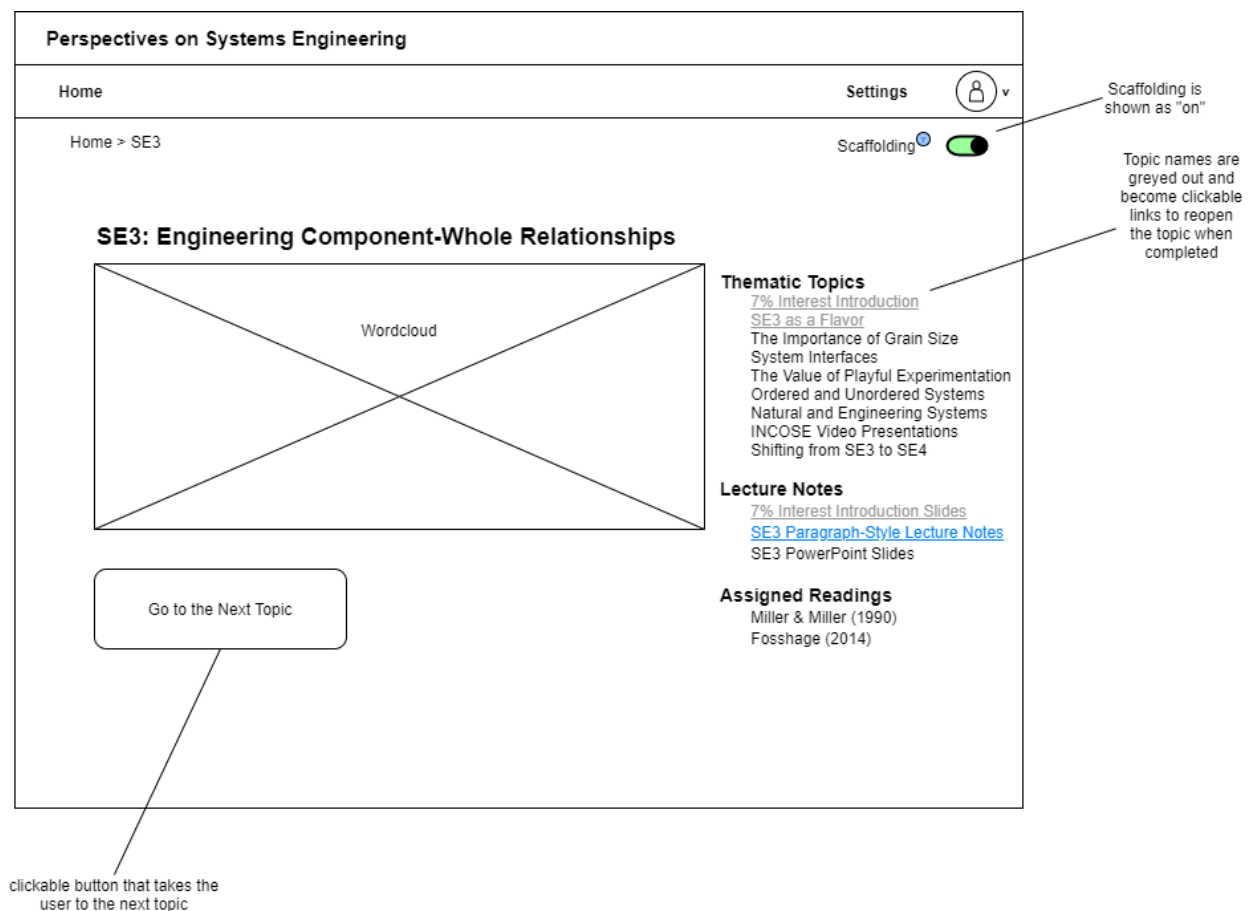 Perspectives on Systems Engineering
Home
Settings
v
Scaffolding is
shown as "on"
Home > SE3
Scaffolding
Topic names are
greyed out and
become clickable
links to reopen
the topic when
completed
SE3: Engineering Component-Whole Relationships
Wordcloud
Thematic Topics
7% Interest Introduction
SE3 as a Flavor
The Importance of Grain Size
System Interfaces
The Value of Playful Experimentation
Ordered and Unordered Systems
Natural and Engineering Systems
INCOSE Video Presentations
Shifting from SE3 to SE4
Lecture Notes
7% Interest Introduction Slides
SE3 Paragraph-Style Lecture Notes
SE3 PowerPoint Slides
Go to the Next Topic
Assigned Readings
Miller & Miller (1990)
Fosshage (2014)
clickable button that takes the
user to the next topic